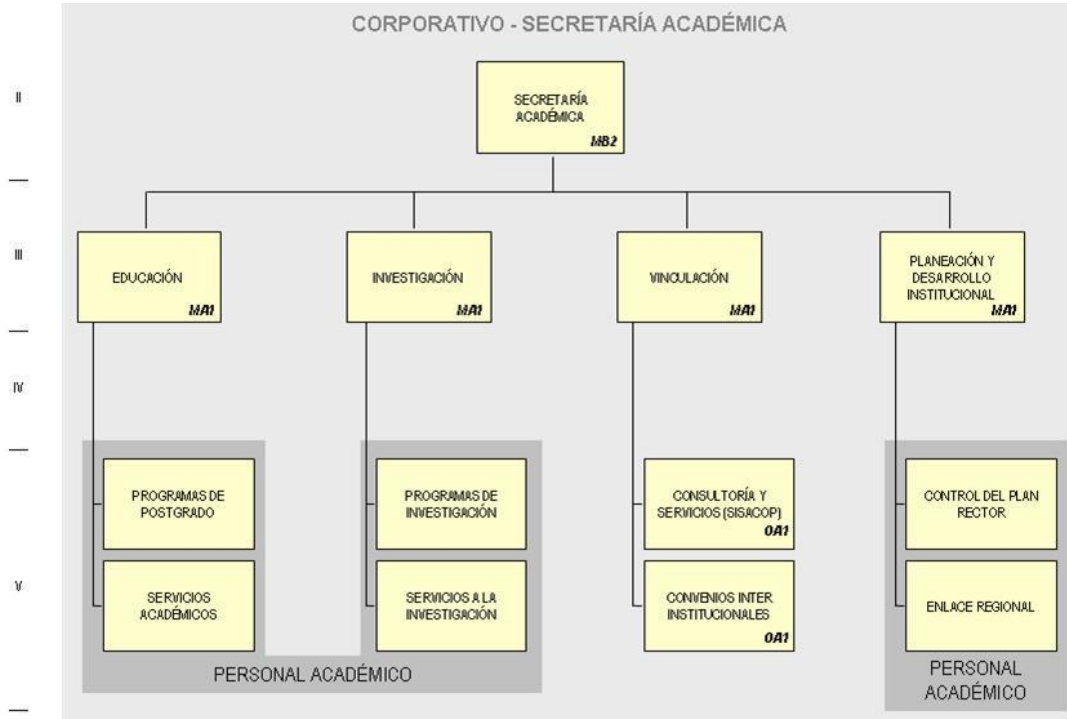 CORPORATIVO - SECRETARÍA ACADÉMICA
II
SECRETARÍA
ACADÉMICA
MB2
III
EDUCACIÓN
MA1
INVESTIGACIÓN
MA1
VINCULACIÓN
MA1
PLANEACIÓN Y
DESARROLLO
INSTITUCIONAL
MA1
IV
V
PROGRAMAS DE
POSTGRADO
PROGRAMAS DE
INVESTIGACIÓN
CONSULTORÍA Y
SERVICIOS (SISACOP)
OA1
CONTROL DEL PLAN
RECTOR
SERVICIOS
ACADÉMICOS
SERVICIOS A LA
INVESTIGACIÓN
CONVENIOS INTER
INSTITUCIONALES
OA1
ENLACE REGIONAL
PERSONAL ACADÉMICO
PERSONAL
ACADÉMICO